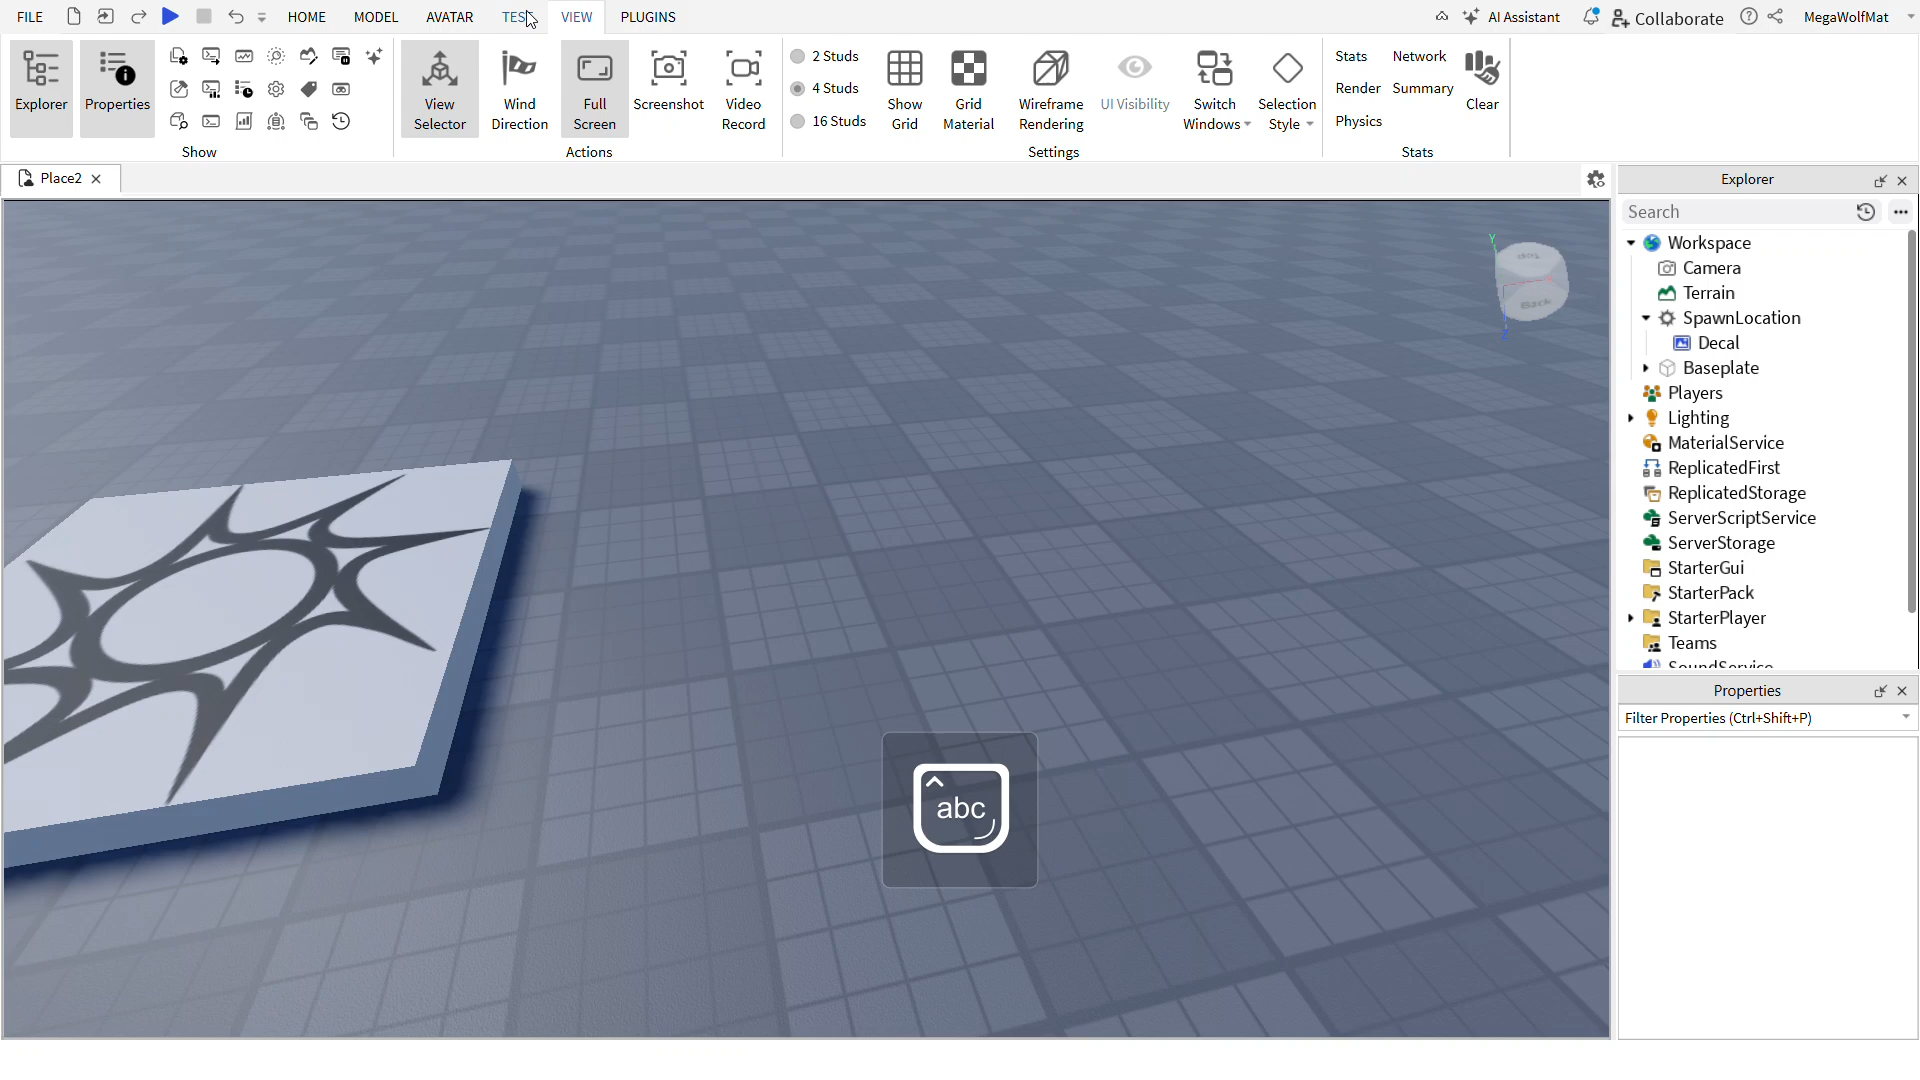 FILE HOME MODEL AVATAR TEST VIEW PLUGINS AI Assistant Collaborate MegaWolfMat
Explorer Properties
Show
View Selector
Wind Direction
Full Screen
Screenshot
Video Record
Actions
2 Studs
4 Studs
16 Studs
Show Grid
Grid Material
Wireframe Rendering
UI Visibility
Switch Windows
Selection Style
Settings
Stats Network
Render Summary
Physics
Clear
Stats
Place2
Explorer
Search
Workspace
Camera
Terrain
SpawnLocation
Decal
Baseplate
Players
Lighting
MaterialService
ReplicatedFirst
ReplicatedStorage
ServerScriptService
ServerStorage
StarterGui
StarterPack
StarterPlayer
Teams
SoundService
Properties
Filter Properties (Ctrl+Shift+P)
Y
Top
Back
Z
abc